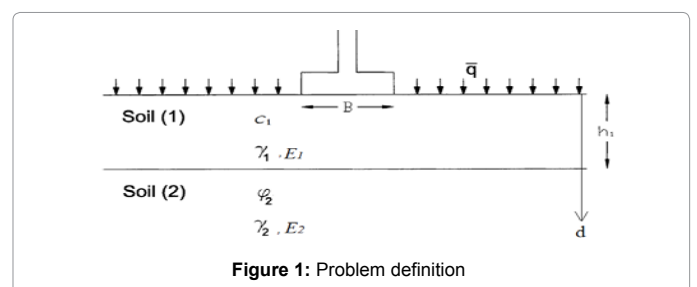 q̅
B
Soil (1)
c₁
h₁
γ₁ , E₁
Soil (2)
φ₂
γ₂ , E₂
d
Figure 1: Problem definition